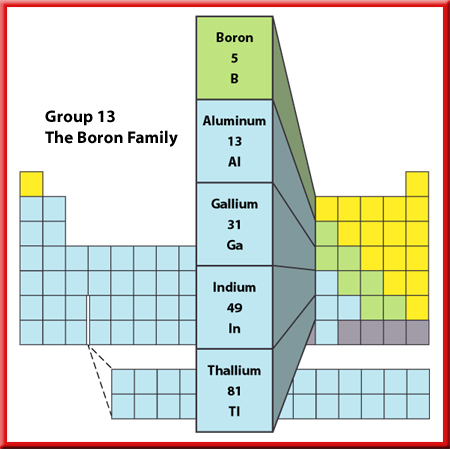 Group 13
The Boron Family
Boron
5
B
Aluminum
13
Al
Gallium
31
Ga
Indium
49
In
Thallium
81
Tl